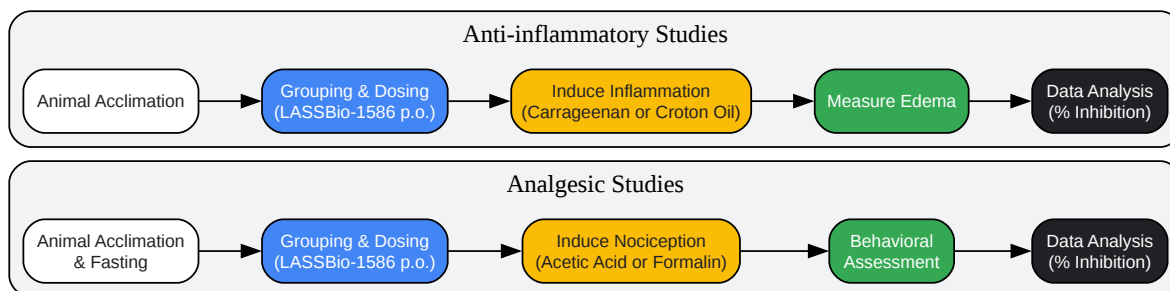 Anti-inflammatory Studies
Animal Acclimation
Grouping & Dosing
(LASSBio-1586 p.o.)
Induce Inflammation
(Carrageenan or Croton Oil)
Measure Edema
Data Analysis
(% Inhibition)
Analgesic Studies
Animal Acclimation
& Fasting
Grouping & Dosing
(LASSBio-1586 p.o.)
Induce Nociception
(Acetic Acid or Formalin)
Behavioral
Assessment
Data Analysis
(% Inhibition)